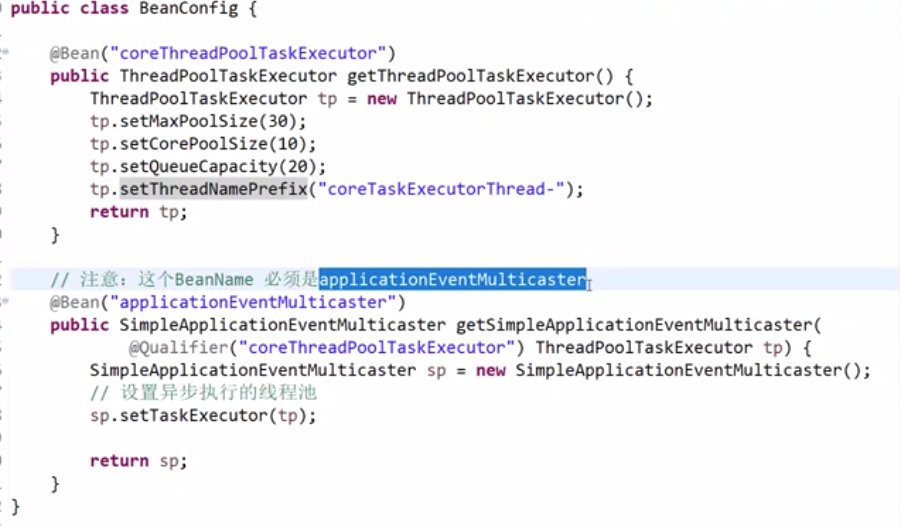 public class BeanConfig {
@Bean("coreThreadPoolTaskExecutor")
public ThreadPoolTaskExecutor getThreadPoolTaskExecutor() {
ThreadPoolTaskExecutor tp = new ThreadPoolTaskExecutor();
tp.setMaxPoolSize(30);
tp.setCorePoolSize(10);
tp.setQueueCapacity(20);
tp.setThreadNamePrefix("coreTaskExecutorThread-");
return tp;
}
// 注意：这个BeanName 必须是applicationEventMulticaster
@Bean("applicationEventMulticaster")
public SimpleApplicationEventMulticaster getSimpleApplicationEventMulticaster(
@Qualifier("coreThreadPoolTaskExecutor") ThreadPoolTaskExecutor tp) {
SimpleApplicationEventMulticaster sp = new SimpleApplicationEventMulticaster();
// 设置异步执行的线程池
sp.setTaskExecutor(tp);
return sp;
}
}